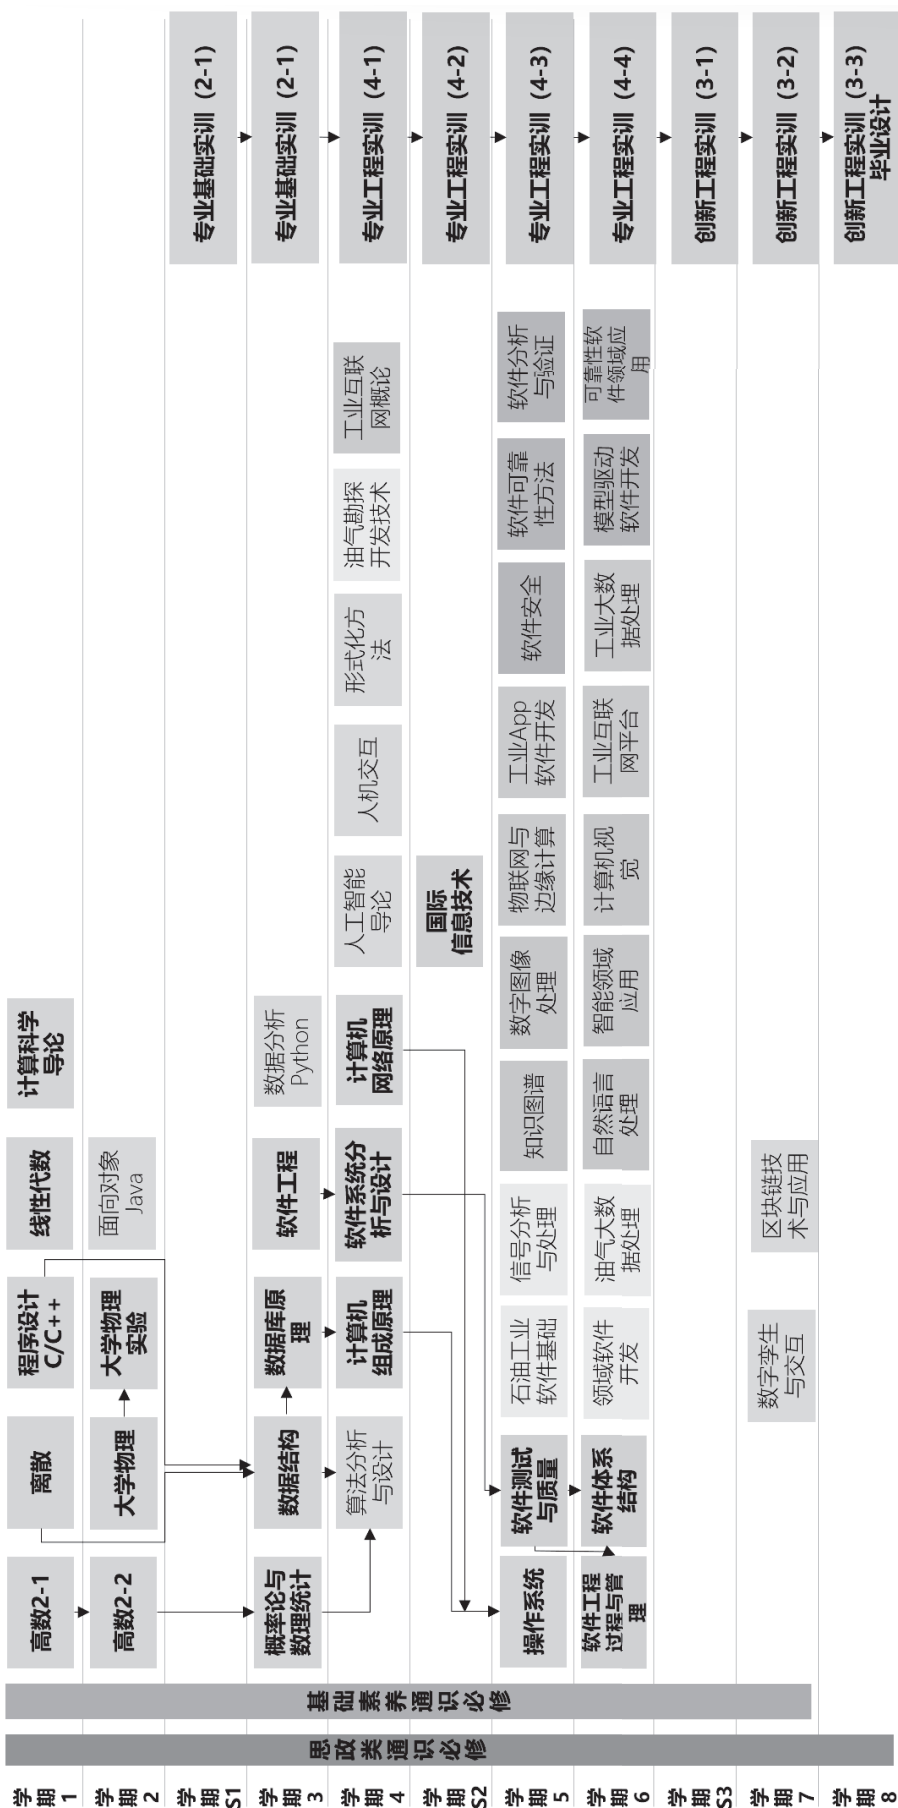 学
期
1
思政类通识必修
基础素养通识必修
高数2-1
离散
程序设计
C/C++
线性代数
计算科学
导论
学
期
2
高数2-2
大学物理
大学物理
实验
面向对象
Java
学
期
S1
专业基础实训（2-1）
学
期
3
概率论与
数理统计
数据结构
数据库原
理
软件工程
数据分析
Python
专业基础实训（2-1）
学
期
4
算法分析
与设计
计算机
组成原理
软件系统分
析与设计
计算机
网络原理
人工智能
导论
人机交互
形式化方
法
油气勘探
开发技术
工业互联
网概论
专业工程实训（4-1）
学
期
S2
国际
信息技术
专业工程实训（4-2）
学
期
5
操作系统
软件测试
与质量
石油工业
软件基础
信号分析
与处理
知识图谱
数字图像
处理
物联网与
边缘计算
工业App
软件开发
软件安全
软件可靠
性方法
软件分析
与验证
专业工程实训（4-3）
学
期
6
软件工程
过程与管
理
软件体系
结构
领域软件
开发
油气大数
据处理
自然语言
处理
智能领域
应用
计算机视
觉
工业互联
网平台
工业大数
据处理
模型驱动
软件开发
可靠性软
件领域应
用
专业工程实训（4-4）
学
期
S3
创新工程实训（3-1）
学
期
7
数字孪生
与交互
区块链技
术与应用
创新工程实训（3-2）
学
期
8
创新工程实训（3-3）
毕业设计